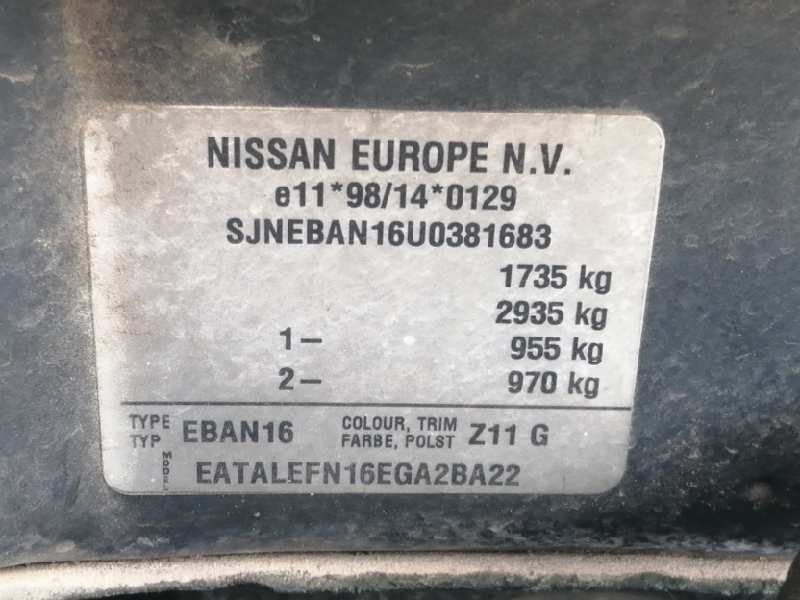 NISSAN EUROPE N.V.
e11*98/14*0129
SJNEBAN16U0381683
1735 kg
2935 kg
1– 955 kg
2– 970 kg
TYPE
TYP EBAN16
COLOUR, TRIM
FARBE, POLST Z11 G
MODEL EATALEFN16EGA2BA22